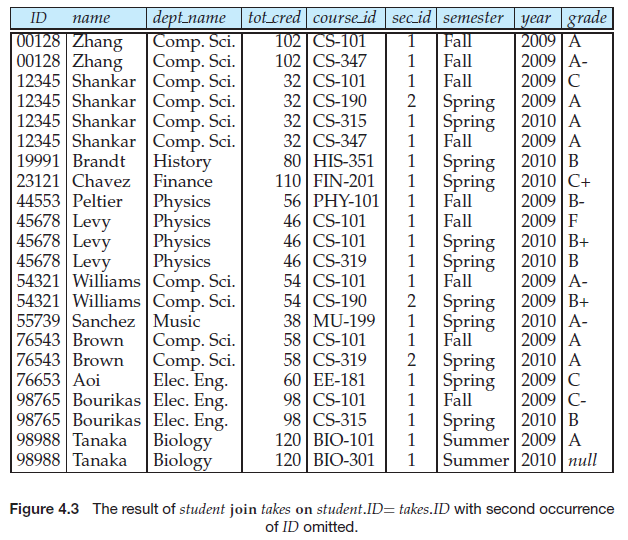 ID name dept_name tot_cred course_id sec_id semester year grade
00128 Zhang Comp. Sci. 102 CS-101 1 Fall 2009 A
00128 Zhang Comp. Sci. 102 CS-347 1 Fall 2009 A-
12345 Shankar Comp. Sci. 32 CS-101 1 Fall 2009 C
12345 Shankar Comp. Sci. 32 CS-190 2 Spring 2009 A
12345 Shankar Comp. Sci. 32 CS-315 1 Spring 2010 A
12345 Shankar Comp. Sci. 32 CS-347 1 Fall 2009 A
19991 Brandt History 80 HIS-351 1 Spring 2010 B
23121 Chavez Finance 110 FIN-201 1 Spring 2010 C+
44553 Peltier Physics 56 PHY-101 1 Fall 2009 B-
45678 Levy Physics 46 CS-101 1 Fall 2009 F
45678 Levy Physics 46 CS-101 1 Spring 2010 B+
45678 Levy Physics 46 CS-319 1 Spring 2010 B
54321 Williams Comp. Sci. 54 CS-101 1 Fall 2009 A-
54321 Williams Comp. Sci. 54 CS-190 2 Spring 2009 B+
55739 Sanchez Music 38 MU-199 1 Spring 2010 A-
76543 Brown Comp. Sci. 58 CS-101 1 Fall 2009 A
76543 Brown Comp. Sci. 58 CS-319 2 Spring 2010 A
76653 Aoi Elec. Eng. 60 EE-181 1 Spring 2009 C
98765 Bourikas Elec. Eng. 98 CS-101 1 Fall 2009 C-
98765 Bourikas Elec. Eng. 98 CS-315 1 Spring 2010 B
98988 Tanaka Biology 120 BIO-101 1 Summer 2009 A
98988 Tanaka Biology 120 BIO-301 1 Summer 2010 null
Figure 4.3 The result of student join takes on student.ID= takes.ID with second occurrence
of ID omitted.